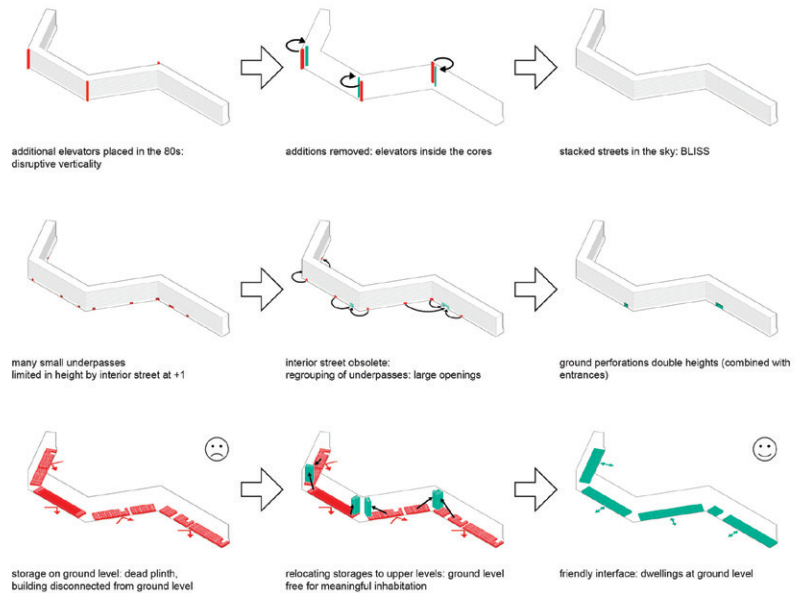 additional elevators placed in the 80s:
disruptive verticality
additions removed: elevators inside the cores
stacked streets in the sky: BLISS
many small underpasses
limited in height by interior street at +1
interior street obsolete:
regrouping of underpasses: large openings
ground perforations double heights (combined with
entrances)
storage on ground level: dead plinth,
building disconnected from ground level
relocating storages to upper levels: ground level
free for meaningful inhabitation
friendly interface: dwellings at ground level